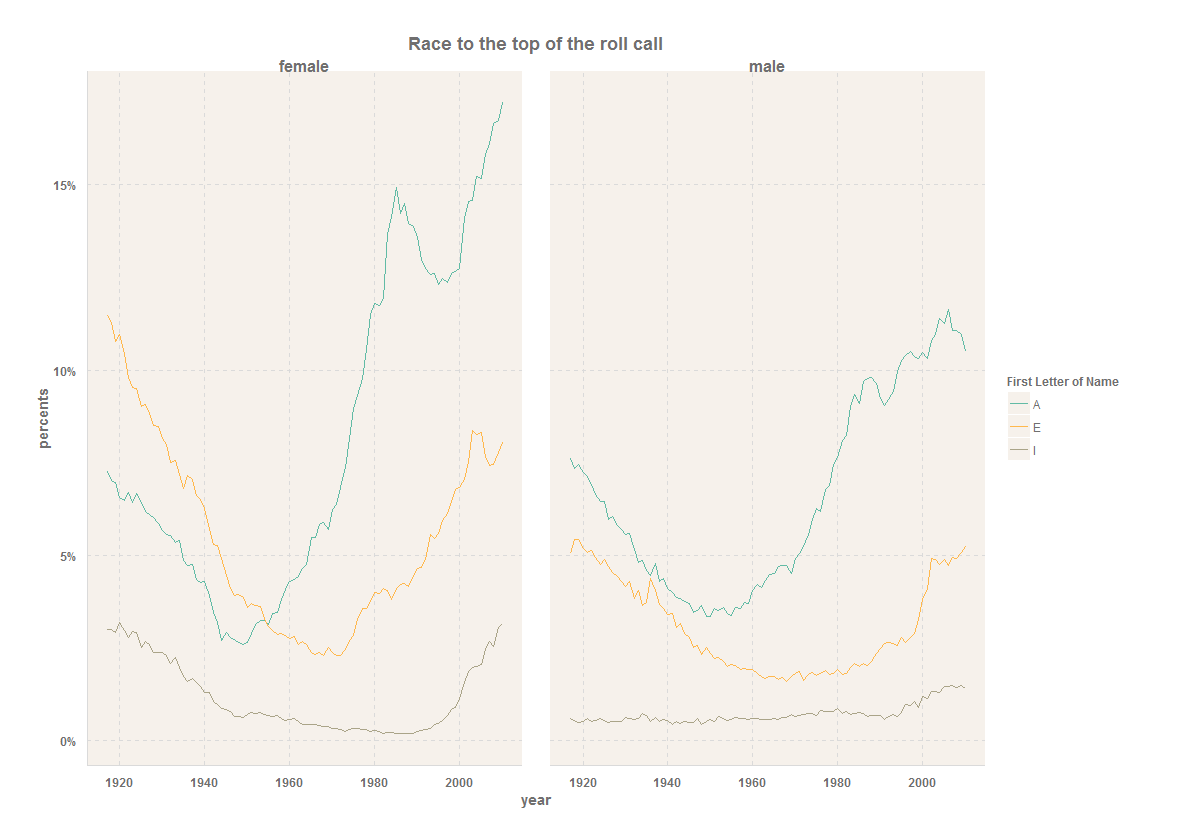 Race to the top of the roll call
female
male
15%
10%
5%
0%
percents
1920 1940 1960 1980 2000
1920 1940 1960 1980 2000
year
First Letter of Name
A
E
I